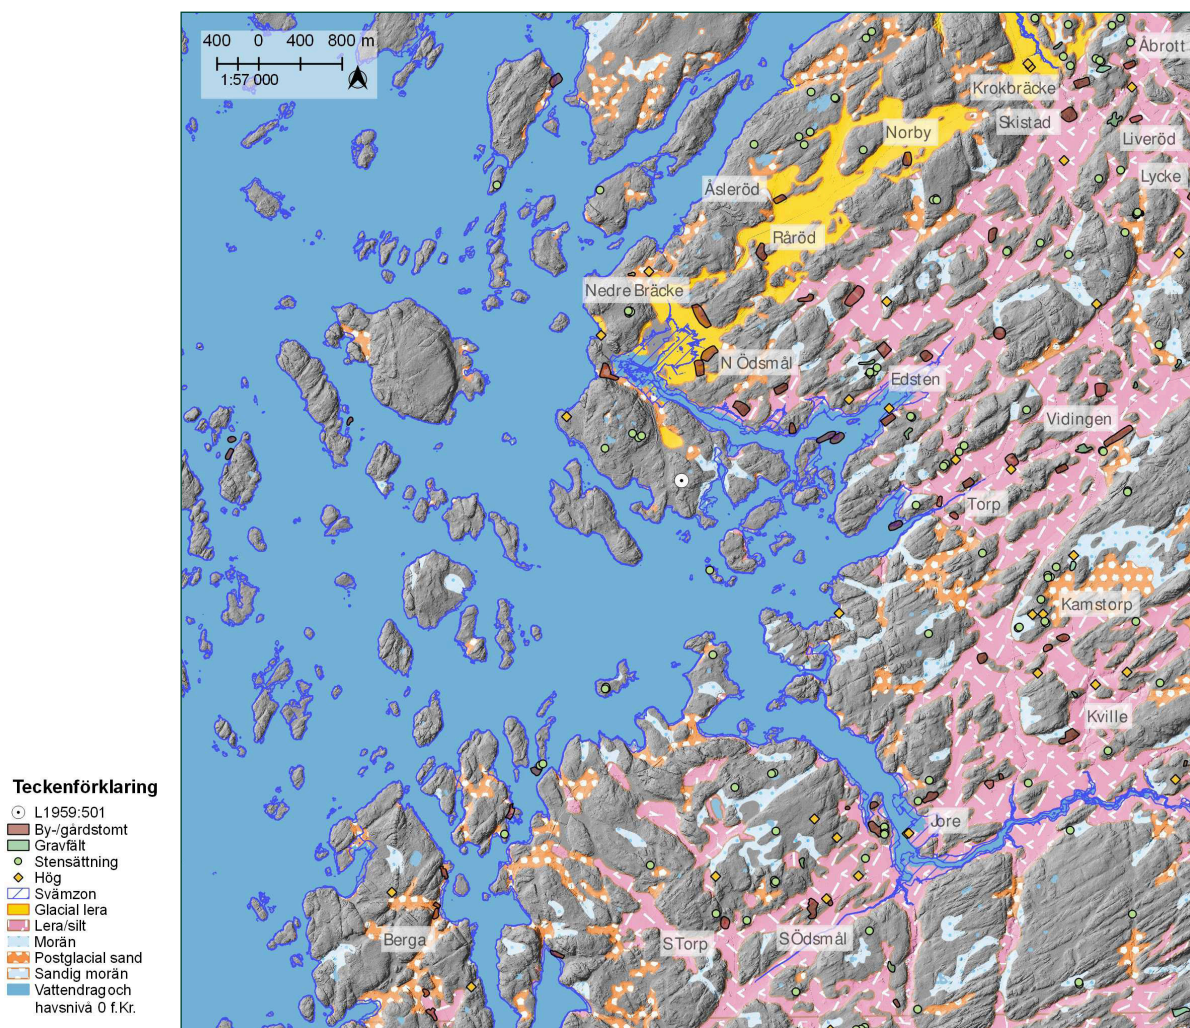 400 0 400 800 m
1:57 000
Åbrott
Krokbräcke
Skistad
Norby
Liveröd
Lycke
Åsleröd
Råröd
Nedre Bräcke
N Ödsmål
Edsten
Vidingen
Torp
Kamstorp
Kville
Jore
S Torp
S Ödsmål
Berga
Teckenförklaring
L1959:501
By-/gårdstomt
Gravfält
Stensättning
Hög
Svämzon
Glacial lera
Lera/silt
Morän
Postglacial sand
Sandig morän
Vattendrag och
havsnivå 0 f.Kr.